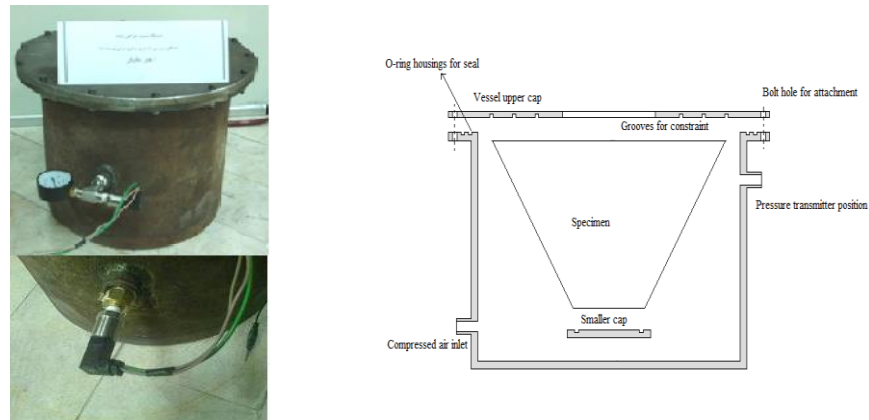 O-ring housings for seal
Vessel upper cap
Bolt hole for attachment
Grooves for constraint
Specimen
Pressure transmitter position
Smaller cap
Compressed air inlet